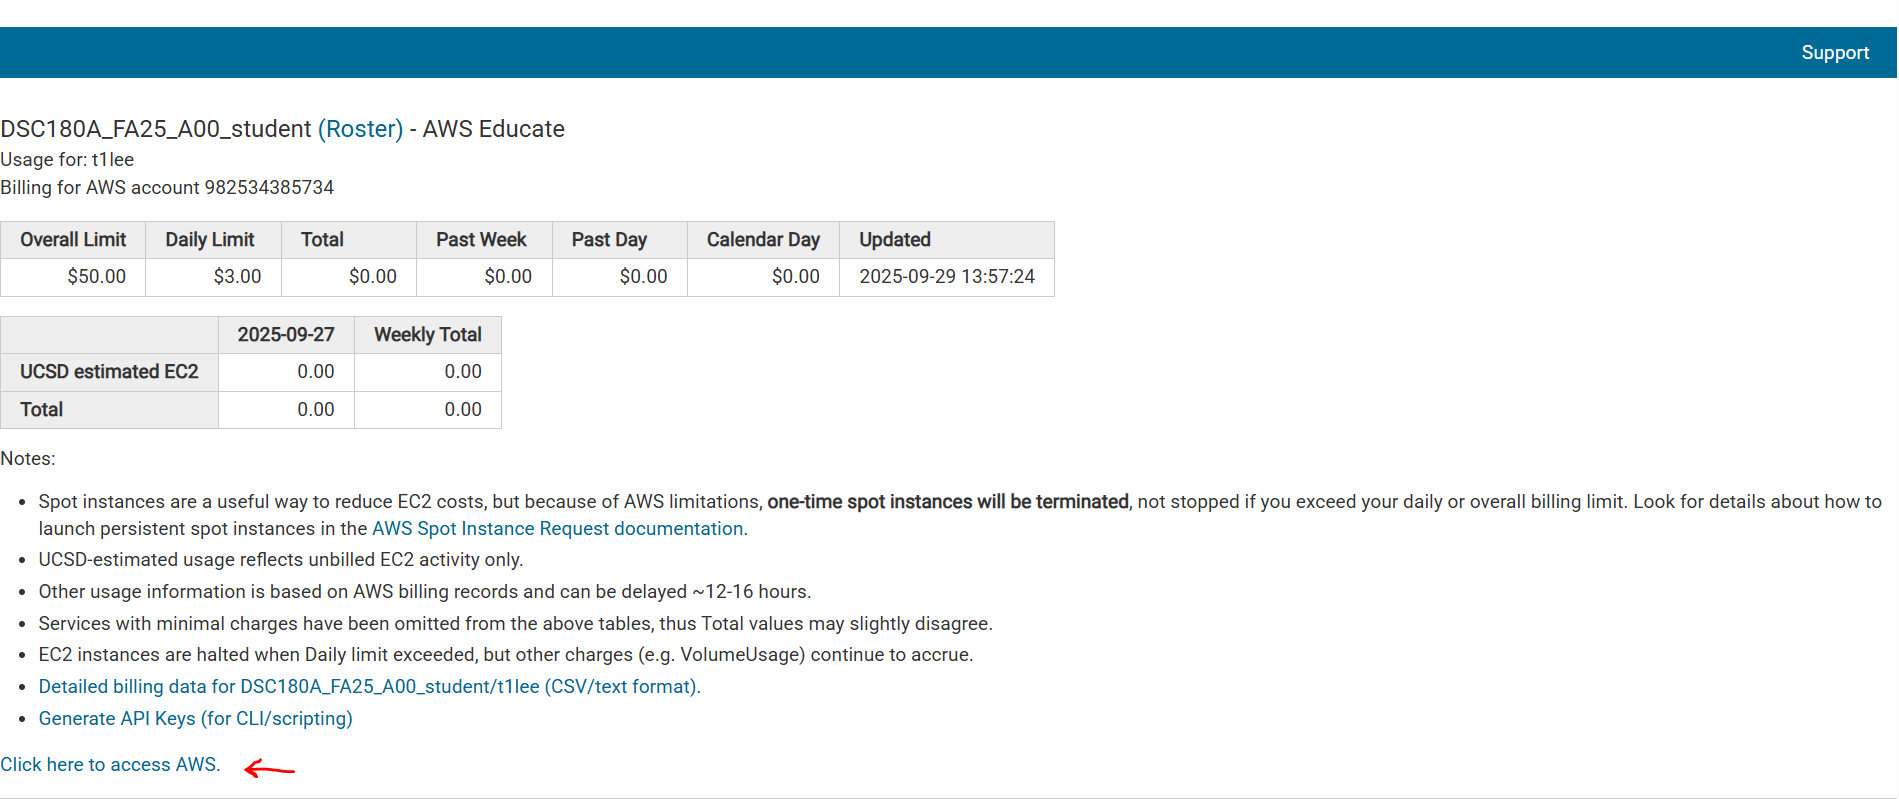 Support
DSC180A_FA25_A00_student (Roster) - AWS Educate
Usage for: t1lee
Billing for AWS account 982534385734
Overall Limit Daily Limit Total Past Week Past Day Calendar Day Updated
$50.00 $3.00 $0.00 $0.00 $0.00 $0.00 2025-09-29 13:57:24
2025-09-27 Weekly Total
UCSD estimated EC2 0.00 0.00
Total 0.00 0.00
Notes:
• Spot instances are a useful way to reduce EC2 costs, but because of AWS limitations, one-time spot instances will be terminated, not stopped if you exceed your daily or overall billing limit. Look for details about how to
launch persistent spot instances in the AWS Spot Instance Request documentation.
• UCSD-estimated usage reflects unbilled EC2 activity only.
• Other usage information is based on AWS billing records and can be delayed ~12-16 hours.
• Services with minimal charges have been omitted from the above tables, thus Total values may slightly disagree.
• EC2 instances are halted when Daily limit exceeded, but other charges (e.g. VolumeUsage) continue to accrue.
• Detailed billing data for DSC180A_FA25_A00_student/t1lee (CSV/text format).
• Generate API Keys (for CLI/scripting)
Click here to access AWS.